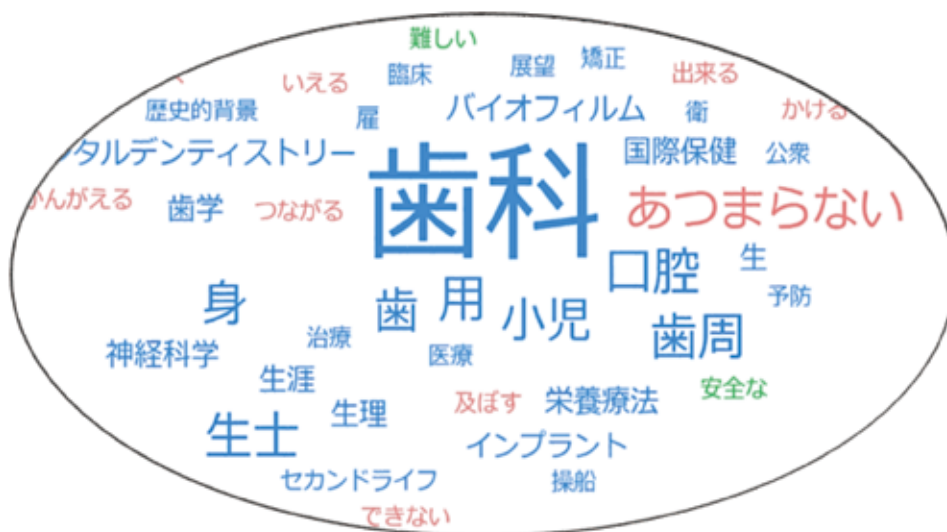 難しい
いえる
臨床
展望
矯正
出来る
歴史的背景
雇
バイオフィルム
衛
かける
タルデンティストリー
歯科
国際保健
公衆
かんがえる
歯学
つながる
あつまらない
身
歯
用
小児
口腔
生
予防
神経科学
治療
医療
歯周
生涯
生理
及ぼす
栄養療法
安全な
生士
インプラント
セカンドライフ
操船
できない